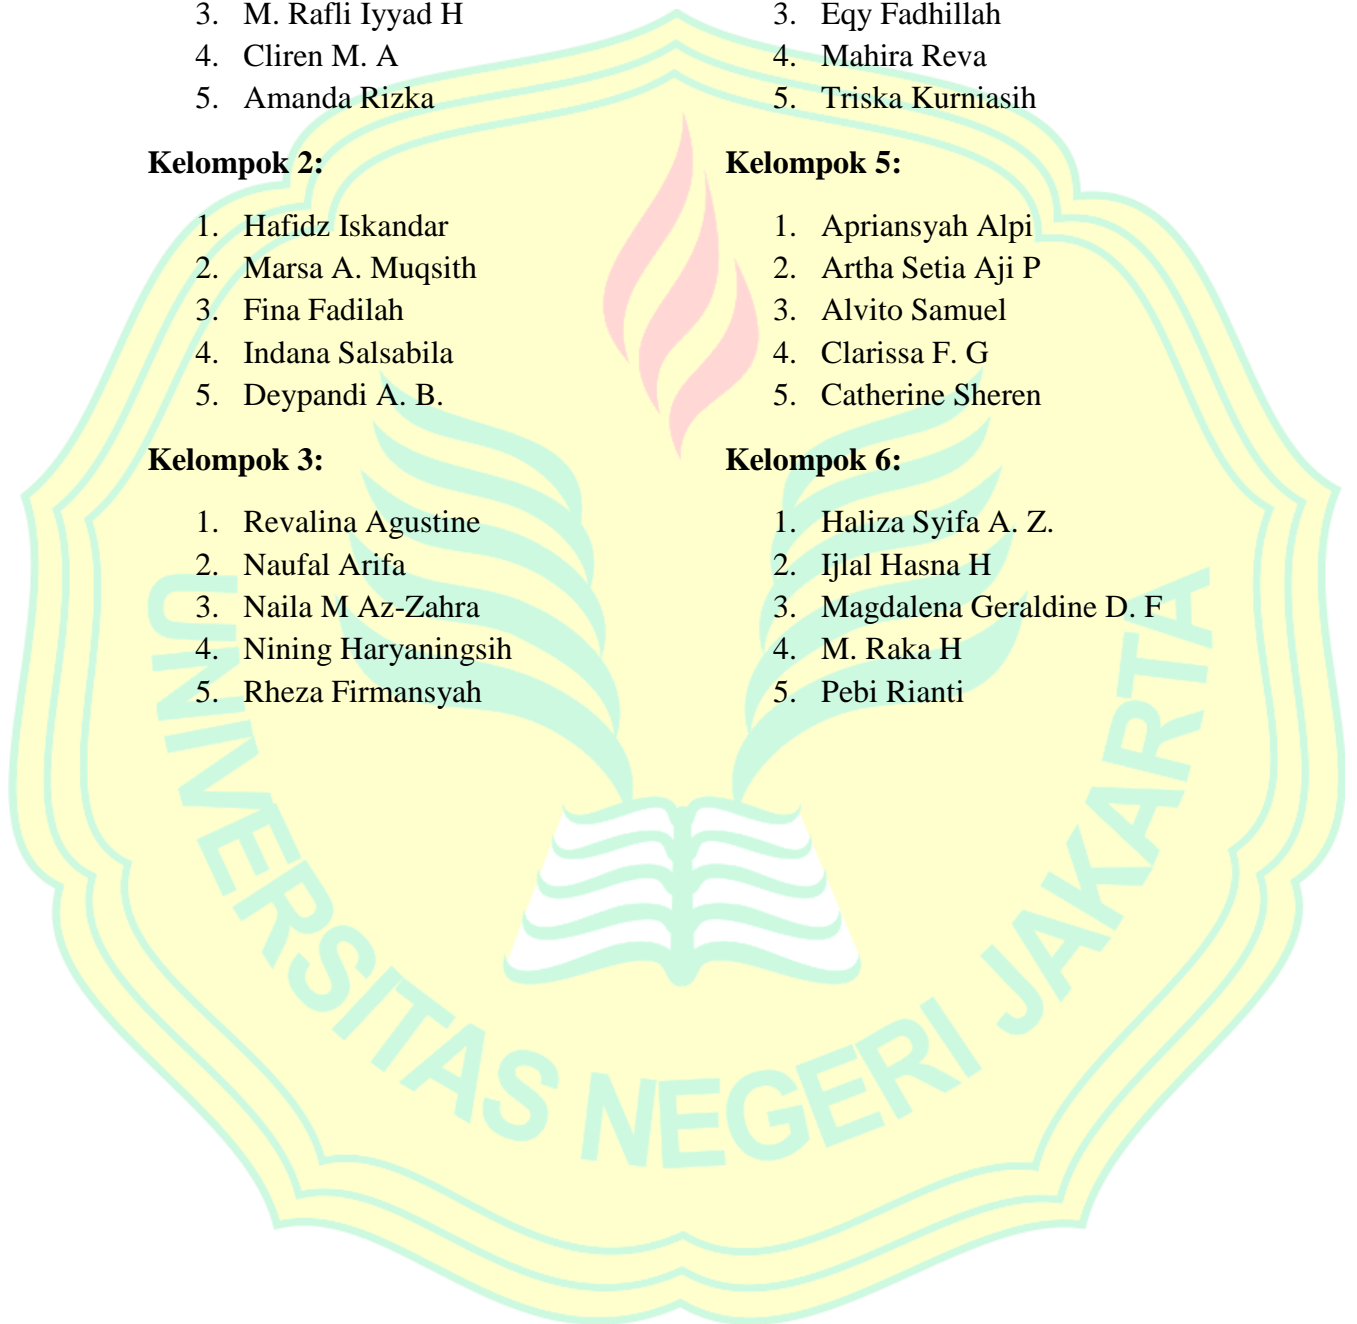 3. M. Rafli Iyyad H
4. Cliren M. A
5. Amanda Rizka
Kelompok 2:
1. Hafidz Iskandar
2. Marsa A. Muqsith
3. Fina Fadilah
4. Indana Salsabila
5. Deypandi A. B.
Kelompok 3:
1. Revalina Agustine
2. Naufal Arifa
3. Naila M Az-Zahra
4. Nining Haryaningsih
5. Rheza Firmansyah
3. Eqy Fadhillah
4. Mahira Reva
5. Triska Kurniasih
Kelompok 5:
1. Apriansyah Alpi
2. Artha Setia Aji P
3. Alvito Samuel
4. Clarissa F. G
5. Catherine Sheren
Kelompok 6:
1. Haliza Syifa A. Z.
2. Ijlal Hasna H
3. Magdalena Geraldine D. F
4. M. Raka H
5. Pebi Rianti
UNIVERSITAS NEGERI JAKARTA